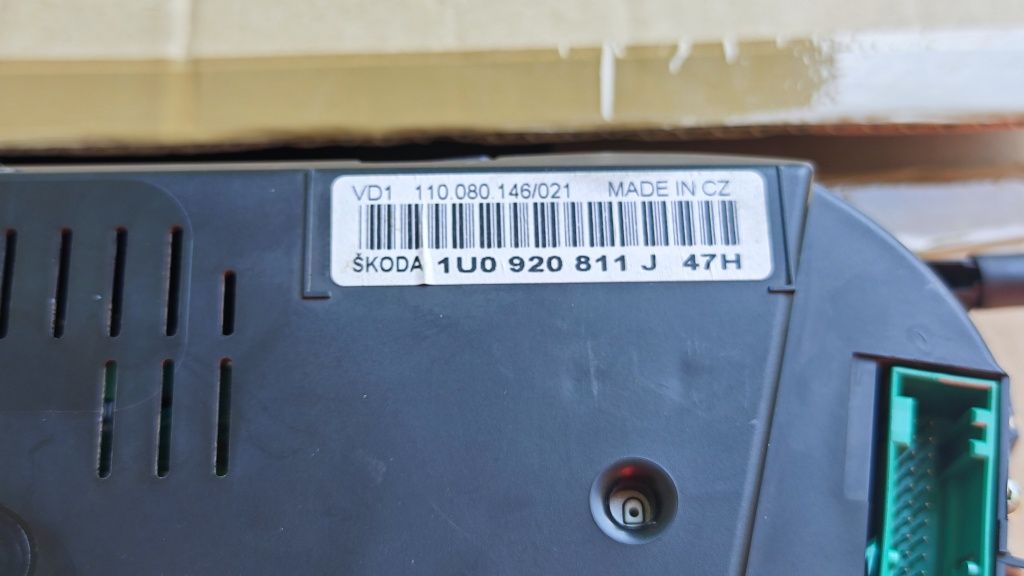 VD1 110.080.146/021 MADE IN CZ
ŠKODA 1U0 920 811 J 47H